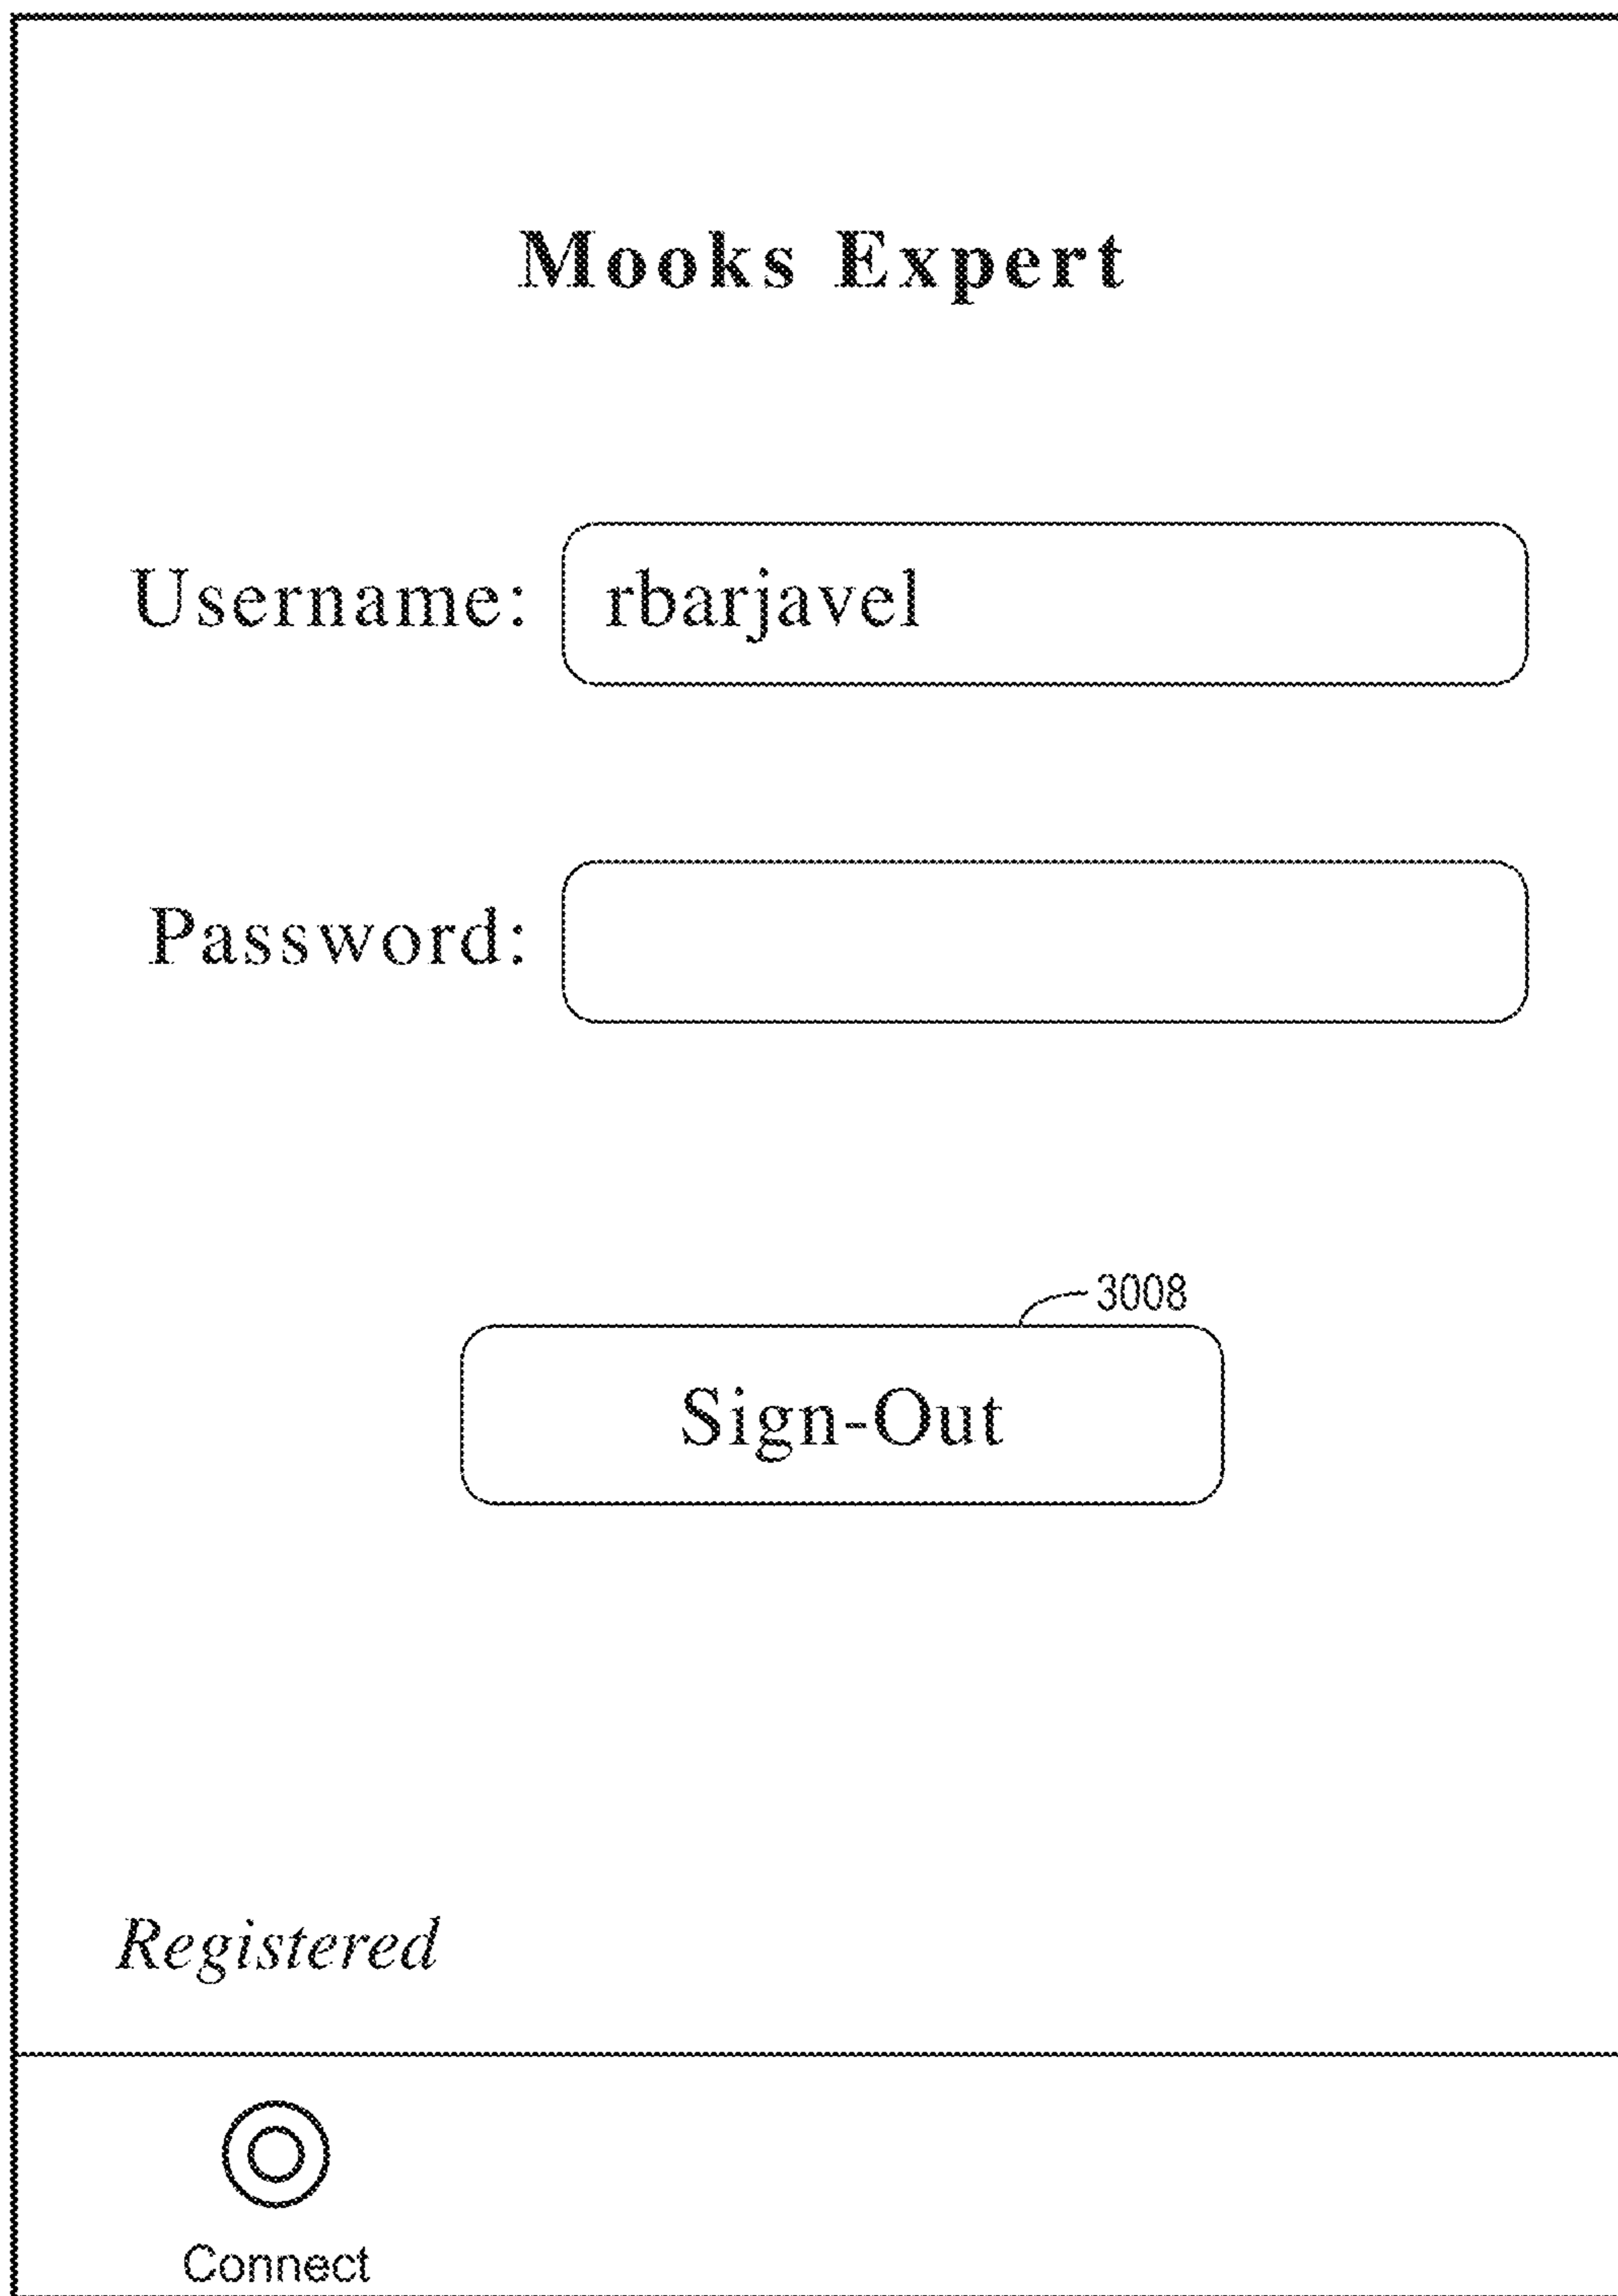 Mooks Expert
Username: rbarjavel
Password:
3008
Sign-Out
Registered
Connect